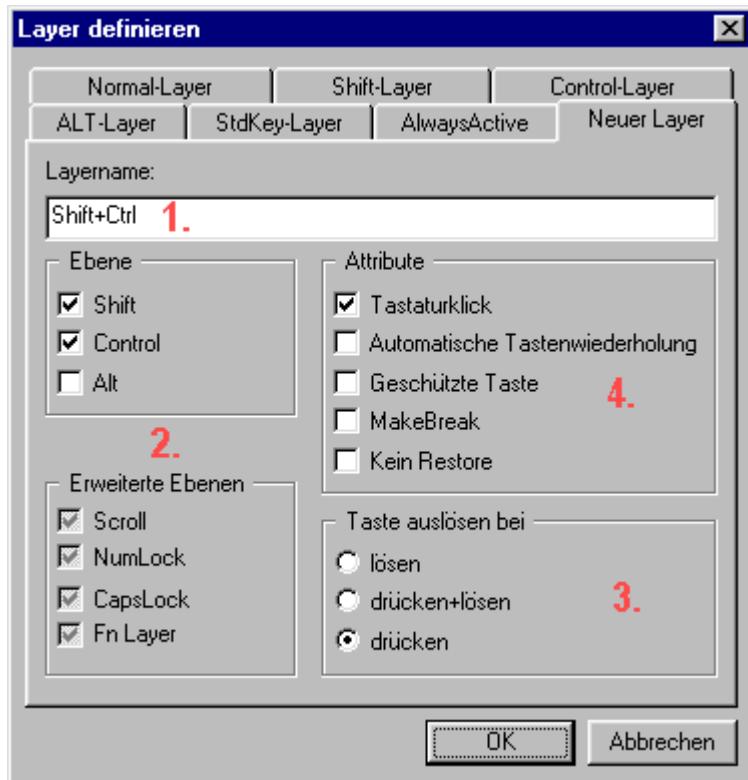 Layer definieren
Normal-Layer Shift-Layer Control-Layer
ALT-Layer StdKey-Layer AlwaysActive Neuer Layer
Layername:
Shift+Ctrl 1.
Ebene
Shift
Control
Alt
2.
Erweiterte Ebenen
Scroll
NumLock
CapsLock
Fn Layer
Attribute
Tastaturklick
Automatische Tastenwiederholung
Geschützte Taste
4.
MakeBreak
Kein Restore
Taste auslösen bei
lösen
drücken+lösen
3.
drücken
OK Abbrechen